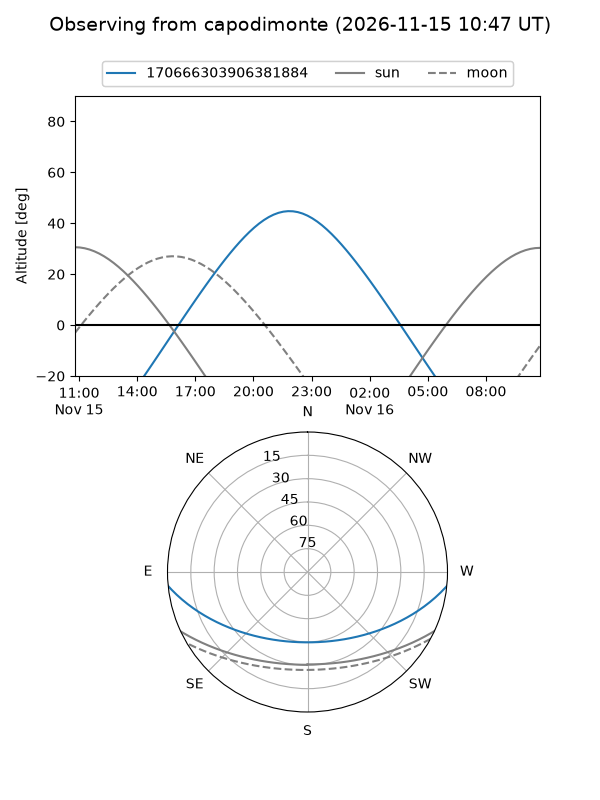 Observing from capodimonte (2026-11-15 10:47 UT)
170666303906381884 sun moon
Altitude [deg]
80
60
40
20
0
−20
11:00 14:00 17:00 20:00 23:00 02:00 05:00 08:00
Nov 15 Nov 16
N
NE NW
15
30
45
60
75
E W
SE SW
S